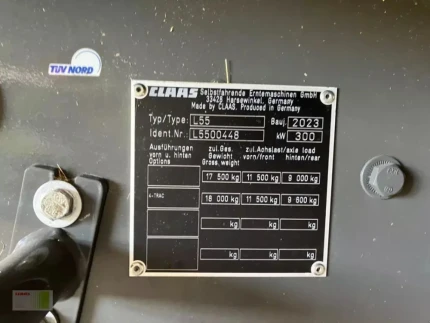 TÜV NORD
CLAAS Selbstfahrende Erntemaschinen GmbH
33428 Harsewinkel, Germany
Made by CLAAS. Produced in Germany
Typ/Type: L55 Bauj. 2023
Ident.Nr.: L5500448 kW 300
Ausführungen zul.Ges. zul.Achslast/axle load
vorn u. hinten Gewicht vorn/front hinten/rear
Options Gross. weight
17 500 kg 11 500 kg 9 000 kg
18 000 kg 11 500 kg 9 600 kg
kg kg kg
kg kg kg